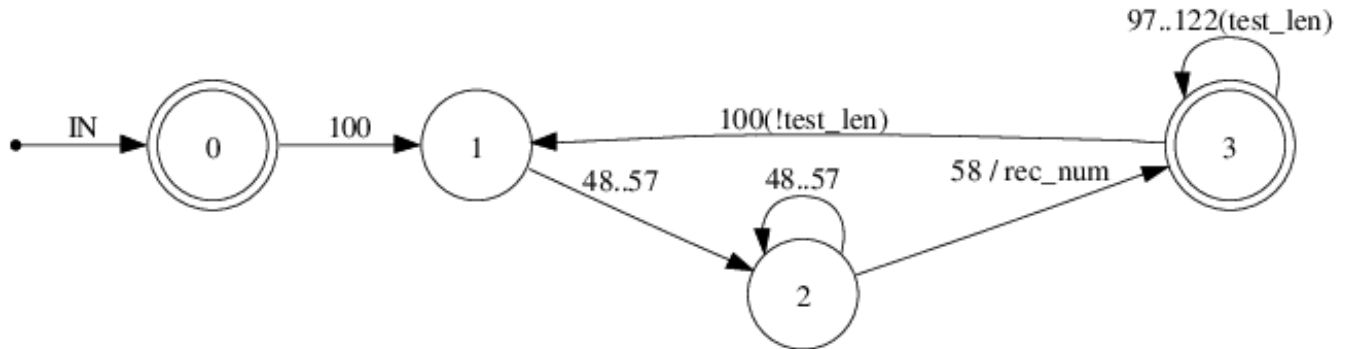 97..122(test_len)
IN
0
100
1
100(!test_len)
3
48..57
48..57
58 / rec_num
2